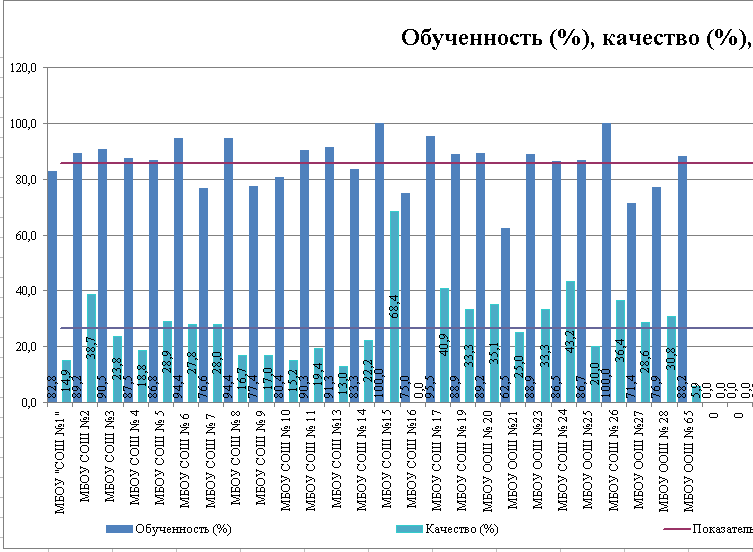 Обученность (%), качество (%),
120,0
100,0
80,0
60,0
40,0
20,0
0,0
82,8
14,9
89,2
38,7
90,5
23,8
87,5
18,8
86,8
28,9
94,4
27,8
76,6
28,0
94,4
16,7
77,4
17,0
80,4
15,2
90,3
19,4
91,3
13,0
83,3
22,2
100,0
68,4
75,0
0,0
95,5
40,9
88,9
33,3
89,2
35,1
62,5
25,0
88,9
33,3
86,5
43,2
86,7
20,0
100,0
36,4
71,4
28,6
76,9
30,8
88,2
5,9
0,0
0,0
0,0
0,0
МБОУ "СОШ №1"
МБОУ СОШ №2
МБОУ СОШ №3
МБОУ СОШ № 4
МБОУ СОШ № 5
МБОУ СОШ № 6
МБОУ СОШ № 7
МБОУ СОШ № 8
МБОУ СОШ № 9
МБОУ СОШ № 10
МБОУ СОШ № 11
МБОУ СОШ №13
МБОУ СОШ № 14
МБОУ СОШ №15
МБОУ СОШ №16
МБОУ СОШ № 17
МБОУ СОШ № 19
МБОУ ООШ № 20
МБОУ ООШ №21
МБОУ ООШ №23
МБОУ ООШ № 24
МБОУ ООШ №25
МБОУ СОШ № 26
МБОУ ООШ №27
МБОУ ООШ № 28
МБОУ ООШ № 65
0
0
Обученность (%)
Качество (%)
Показатель